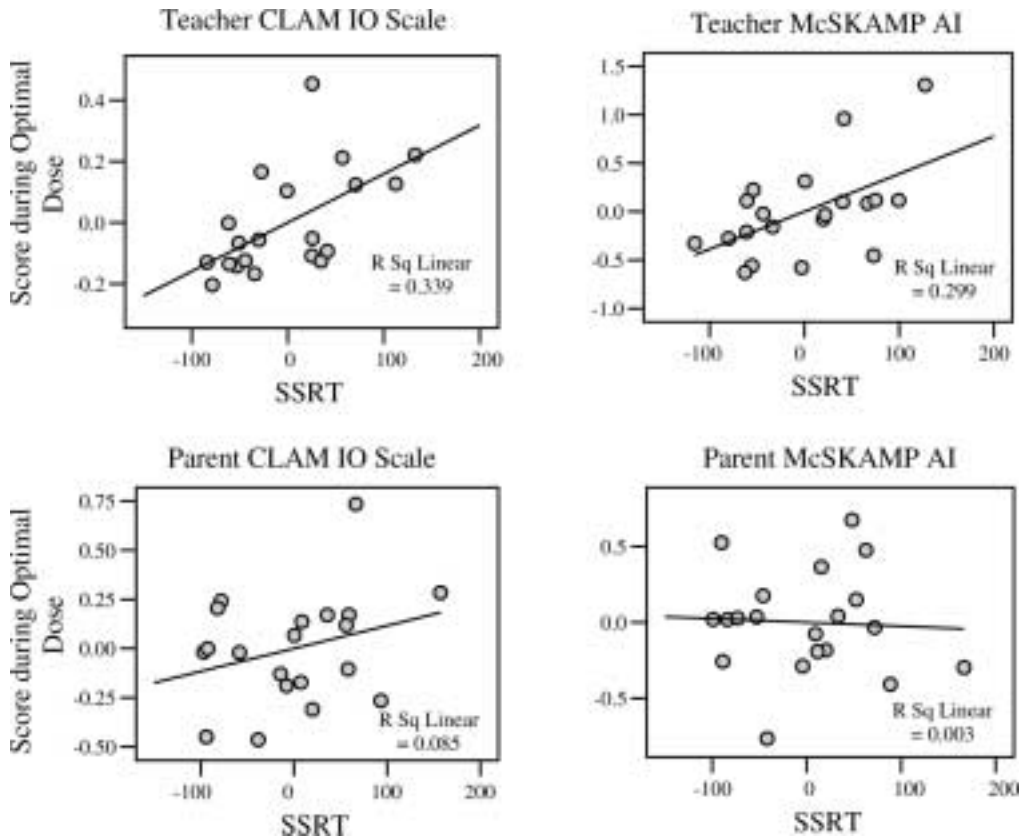 Teacher CLAM IO Scale
Score during Optimal
Dose
0.4
0.2
0.0
-0.2
R Sq Linear
= 0.339
-100
0
100
200
SSRT
Teacher McSKAMP AI
1.5
1.0
0.5
0.0
-0.5
-1.0
R Sq Linear
= 0.299
-100
0
100
200
SSRT
Parent CLAM IO Scale
Score during Optimal
Dose
0.75
0.50
0.25
0.00
-0.25
-0.50
R Sq Linear
= 0.085
-100
0
100
200
SSRT
Parent McSKAMP AI
0.5
0.0
-0.5
R Sq Linear
= 0.003
-100
0
100
200
SSRT